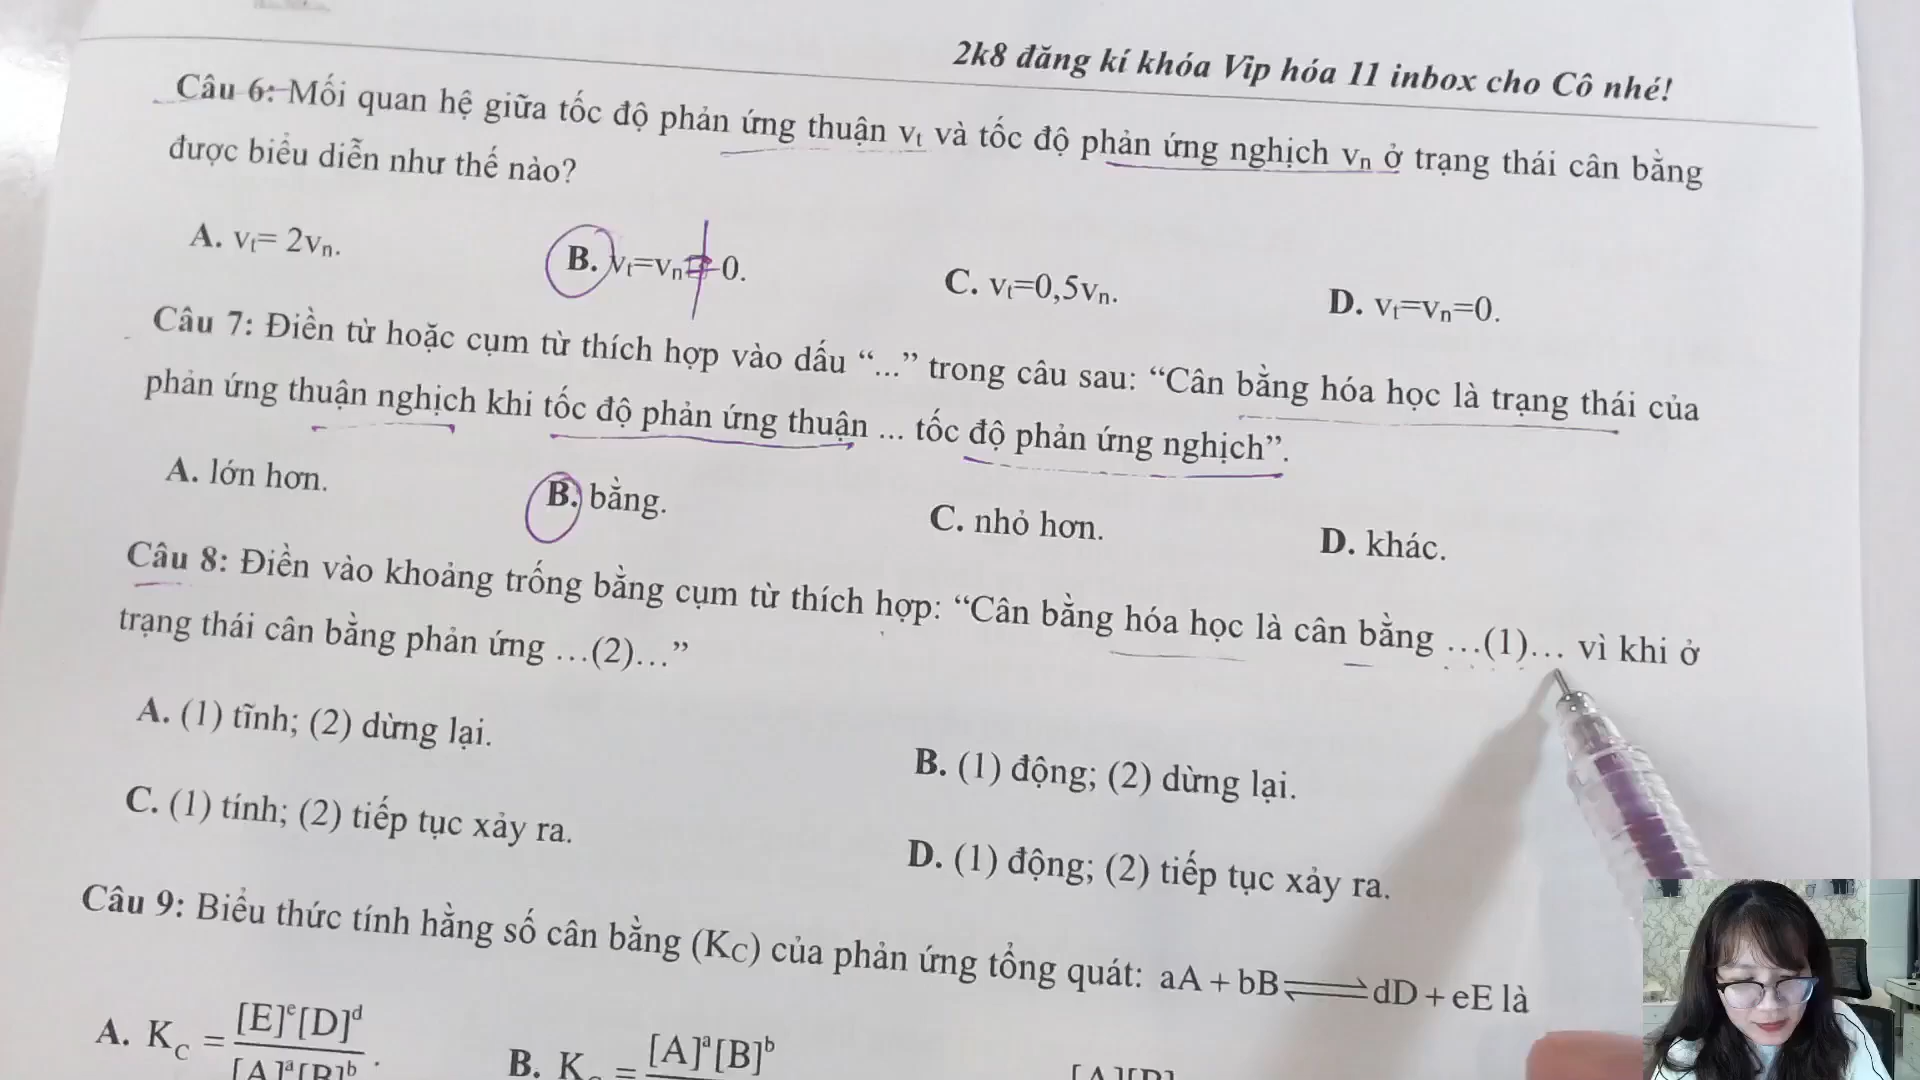 2k8 đăng kí khóa Vip hóa 11 inbox cho Cô nhé!
Câu 6: Mối quan hệ giữa tốc độ phản ứng thuận vt và tốc độ phản ứng nghịch vn ở trạng thái cân bằng
được biểu diễn như thế nào?
A. vt= 2vn.
B. vt=vn≠0.
C. vt=0,5vn.
D. vt=vn=0.
Câu 7: Điền từ hoặc cụm từ thích hợp vào dấu “...” trong câu sau: “Cân bằng hóa học là trạng thái của
phản ứng thuận nghịch khi tốc độ phản ứng thuận ... tốc độ phản ứng nghịch”.
A. lớn hơn.
B. bằng.
C. nhỏ hơn.
D. khác.
Câu 8: Điền vào khoảng trống bằng cụm từ thích hợp: “Cân bằng hóa học là cân bằng ...(1)... vì khi ở
trạng thái cân bằng phản ứng ...(2)...”
A. (1) tĩnh; (2) dừng lại.
B. (1) động; (2) dừng lại.
C. (1) tính; (2) tiếp tục xảy ra.
D. (1) động; (2) tiếp tục xảy ra.
Câu 9: Biểu thức tính hằng số cân bằng (KC) của phản ứng tổng quát: aA + bB ⇌ dD + eE là
A. KC = [E]^e[D]^d / [A]^a[B]^b .
B. KC = [A]^a[B]^b